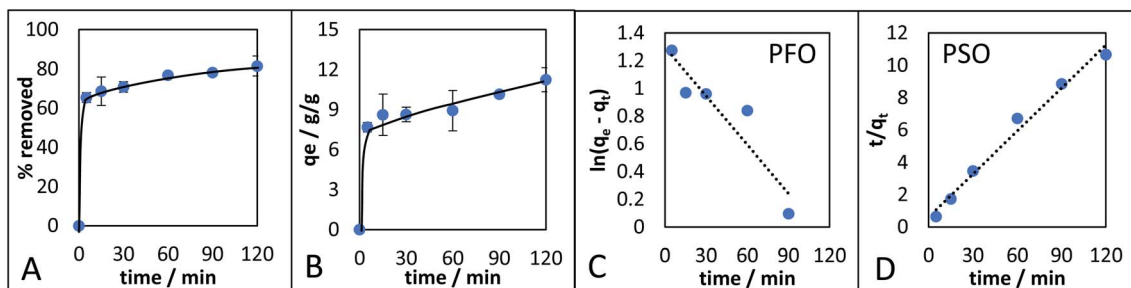 100
80
60
40
20
0
% removed
0 30 60 90 120
time / min
A
15
12
9
6
3
0
qe / g/g
0 30 60 90 120
time / min
B
1.4
1.2
1
0.8
0.6
0.4
0.2
0
ln(qe - qt)
PFO
0 30 60 90 120
time / min
C
12
10
8
6
4
2
0
t/qt
PSO
0 30 60 90 120
time / min
D